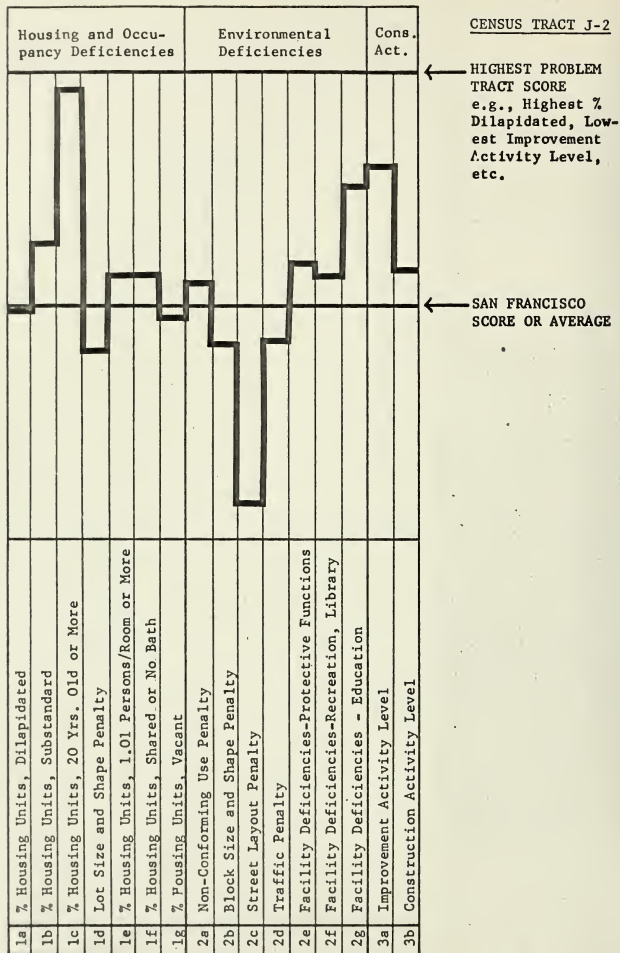 CENSUS TRACT J-2
Housing and Occu-
pancy Deficiencies
Environmental
Deficiencies
Cons.
Act.
HIGHEST PROBLEM
TRACT SCORE
e.g., Highest %
Dilapidated, Low-
est Improvement
Activity Level,
etc.
SAN FRANCISCO
SCORE OR AVERAGE
1a % Housing Units, Dilapidated
1b % Housing Units, Substandard
1c % Housing Units, 20 Yrs. Old or More
1d Lot Size and Shape Penalty
1e % Housing Units, 1.01 Persons/Room or More
1f % Housing Units, Shared or No Bath
1g % Pousing Units, Vacant
2a Non-Conforming Use Penalty
2b Block Size and Shape Penalty
2c Street Layout Penalty
2d Traffic Penalty
2e Facility Deficiencies-Protective Functions
2f Facility Deficiencies-Recreation, Library
2g Facility Deficiencies - Education
3a Improvement Activity Level
3b Construction Activity Level